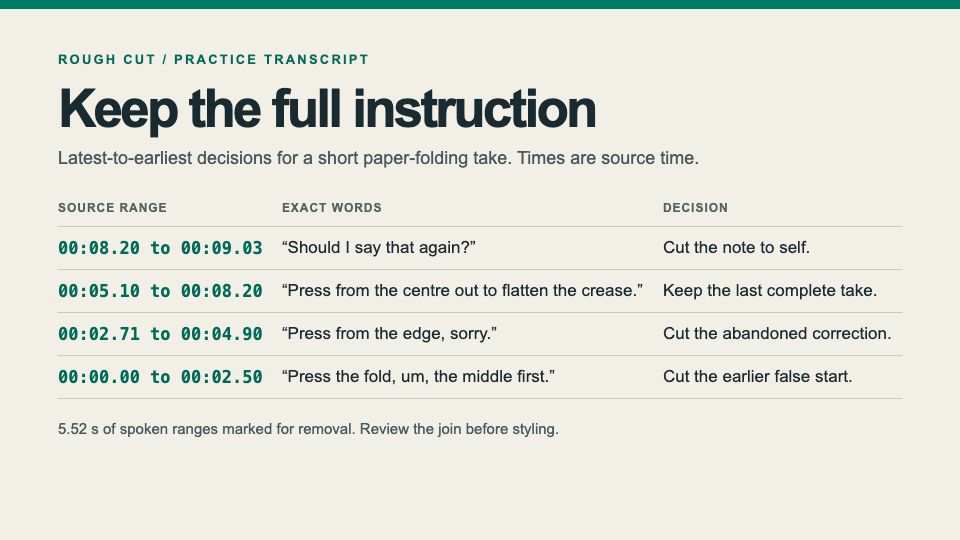 ROUGH CUT / PRACTICE TRANSCRIPT
Keep the full instruction
Latest-to-earliest decisions for a short paper-folding take. Times are source time.
SOURCE RANGE EXACT WORDS DECISION
00:08.20 to 00:09.03 “Should I say that again?” Cut the note to self.
00:05.10 to 00:08.20 “Press from the centre out to flatten the crease.” Keep the last complete take.
00:02.71 to 00:04.90 “Press from the edge, sorry.” Cut the abandoned correction.
00:00.00 to 00:02.50 “Press the fold, um, the middle first.” Cut the earlier false start.
5.52 s of spoken ranges marked for removal. Review the join before styling.